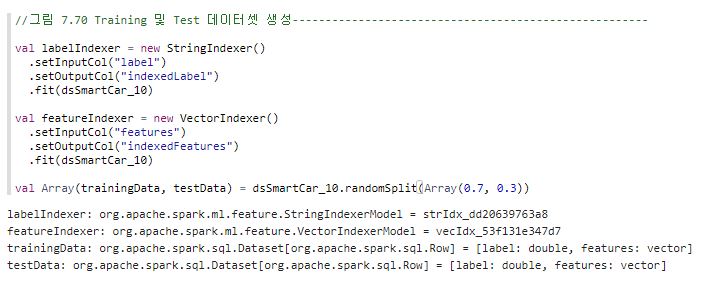 //그림 7.70 Training 및 Test 데이터셋 생성------------------------------------------------------
val labelIndexer = new StringIndexer()
  .setInputCol("label")
  .setOutputCol("indexedLabel")
  .fit(dsSmartCar_10)
val featureIndexer = new VectorIndexer()
  .setInputCol("features")
  .setOutputCol("indexedFeatures")
  .fit(dsSmartCar_10)
val Array(trainingData, testData) = dsSmartCar_10.randomSplit(Array(0.7, 0.3))
labelIndexer: org.apache.spark.ml.feature.StringIndexerModel = strIdx_dd20639763a8
featureIndexer: org.apache.spark.ml.feature.VectorIndexerModel = vecIdx_53f131e347d7
trainingData: org.apache.spark.sql.Dataset[org.apache.spark.sql.Row] = [label: double, features: vector]
testData: org.apache.spark.sql.Dataset[org.apache.spark.sql.Row] = [label: double, features: vector]